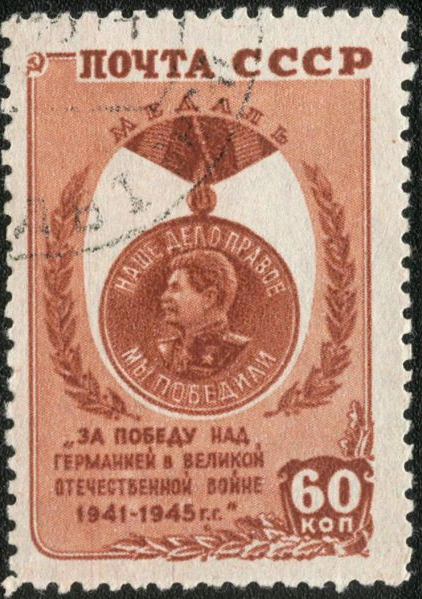 ПОЧТА СССР
МЕДАЛЬ
НАШЕ ДЕЛО ПРАВОЕ
МЫ ПОБЕДИЛИ
„ЗА ПОБЕДУ НАД
ГЕРМАНИЕЙ В ВЕЛИКОЙ
ОТЕЧЕСТВЕННОЙ ВОЙНЕ
1941-1945 г.г."
60
КОП